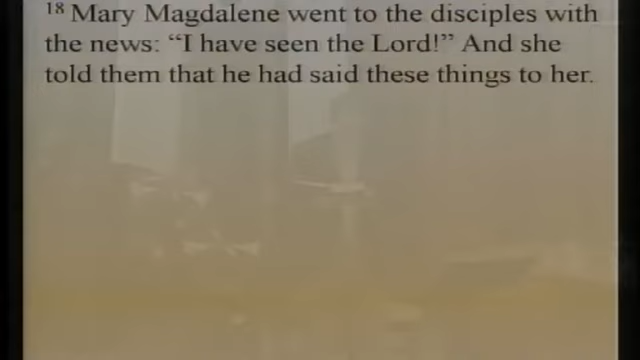 18 Mary Magdalene went to the disciples with
the news: “I have seen the Lord!” And she
told them that he had said these things to her.